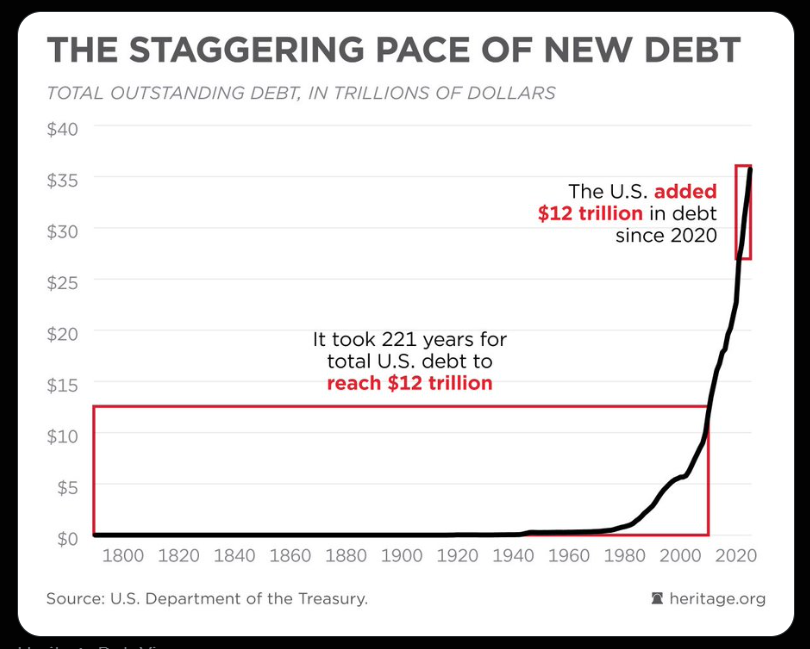 THE STAGGERING PACE OF NEW DEBT
TOTAL OUTSTANDING DEBT, IN TRILLIONS OF DOLLARS
$40
$35
The U.S. added
$12 trillion in debt
since 2020
$30
$25
$20
It took 221 years for
total U.S. debt to
reach $12 trillion
$15
$10
$5
$0
1800 1820 1840 1860 1880 1900 1920 1940 1960 1980 2000 2020
Source: U.S. Department of the Treasury.
heritage.org